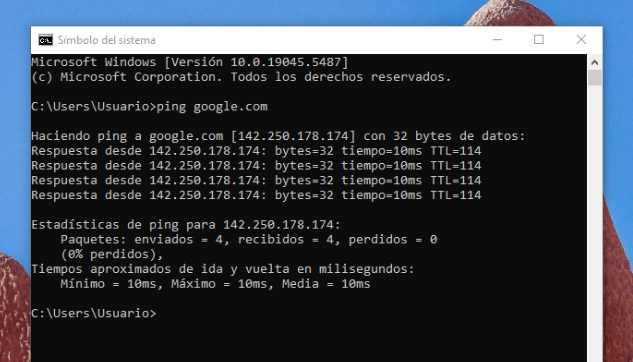 Símbolo del sistema
Microsoft Windows [Versión 10.0.19045.5487]
(c) Microsoft Corporation. Todos los derechos reservados.
C:\Users\Usuario>ping google.com
Haciendo ping a google.com [142.250.178.174] con 32 bytes de datos:
Respuesta desde 142.250.178.174: bytes=32 tiempo=10ms TTL=114
Respuesta desde 142.250.178.174: bytes=32 tiempo=10ms TTL=114
Respuesta desde 142.250.178.174: bytes=32 tiempo=10ms TTL=114
Respuesta desde 142.250.178.174: bytes=32 tiempo=10ms TTL=114
Estadísticas de ping para 142.250.178.174:
    Paquetes: enviados = 4, recibidos = 4, perdidos = 0
    (0% perdidos),
Tiempos aproximados de ida y vuelta en milisegundos:
    Mínimo = 10ms, Máximo = 10ms, Media = 10ms
C:\Users\Usuario>